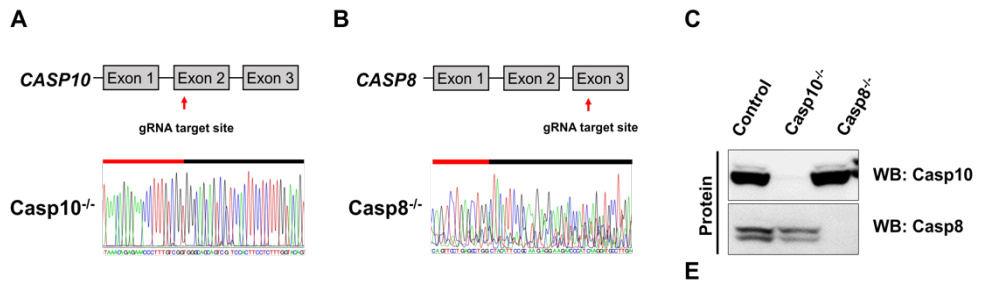 A
CASP10 Exon 1 Exon 2 Exon 3
gRNA target site
Casp10-/-
B
CASP8 Exon 1 Exon 2 Exon 3
gRNA target site
Casp8-/-
C
Control Casp10-/- Casp8-/-
Protein
WB: Casp10
WB: Casp8
E